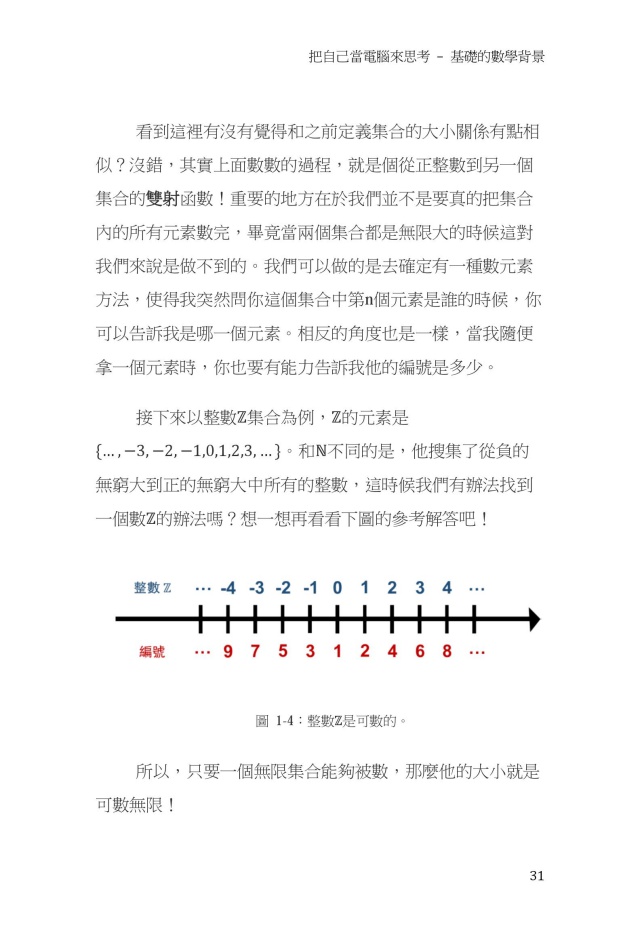 把自己當電腦來思考 – 基礎的數學背景
看到這裡有沒有覺得和之前定義集合的大小關係有點相
似？沒錯，其實上面數數的過程，就是個從正整數到另一個
集合的雙射函數！重要的地方在於我們並不是要真的把集合
內的所有元素數完，畢竟當兩個集合都是無限大的時候這對
我們來說是做不到的。我們可以做的是去確定有一種數元素
方法，使得我突然問你這個集合中第n個元素是誰的時候，你
可以告訴我是哪一個元素。相反的角度也是一樣，當我隨便
拿一個元素時，你也要有能力告訴我他的編號是多少。
接下來以整數ℤ集合為例，ℤ的元素是
{… , −3, −2, −1,0,1,2,3, … }。和ℕ不同的是，他搜集了從負的
無窮大到正的無窮大中所有的整數，這時候我們有辦法找到
一個數ℤ的辦法嗎？想一想再看看下圖的參考解答吧！
整數 ℤ ⋯ -4 -3 -2 -1 0 1 2 3 4 ⋯
編號 ⋯ 9 7 5 3 1 2 4 6 8 ⋯
圖 1-4：整數ℤ是可數的。
所以，只要一個無限集合能夠被數，那麼他的大小就是
可數無限！
31